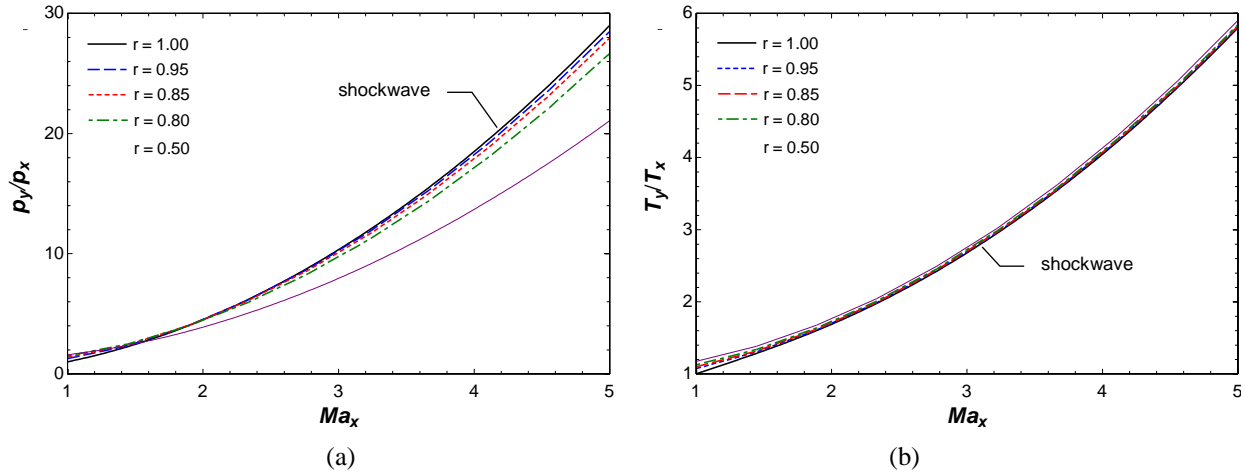 30
r = 1.00
r = 0.95
r = 0.85
r = 0.80
r = 0.50
shockwave
20
10
0
p_y/p_x
1 2 3 4 5
Ma_x
(a)
6
r = 1.00
r = 0.95
r = 0.85
r = 0.80
r = 0.50
5
4
3
2
1
T_y/T_x
shockwave
1 2 3 4 5
Ma_x
(b)